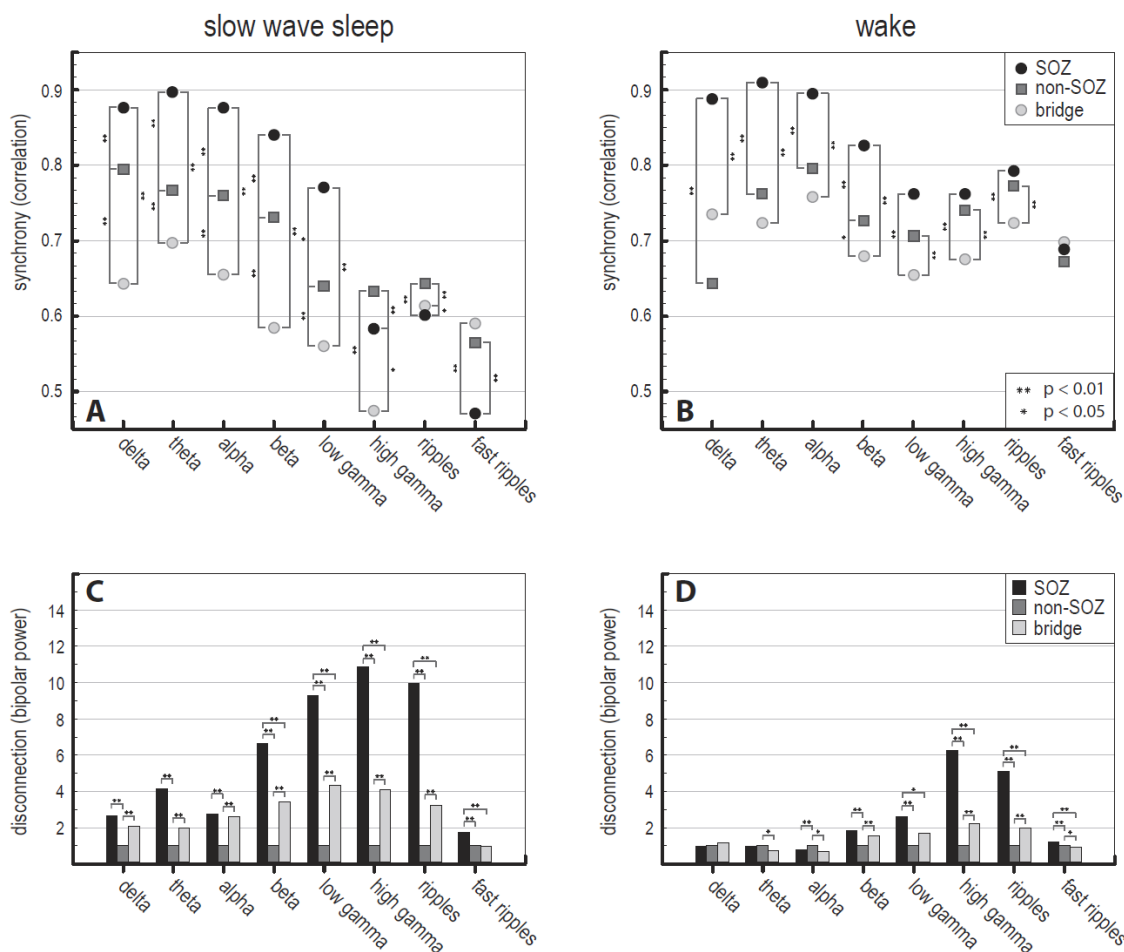 slow wave sleep
wake
synchrony (correlation)
0.9
0.8
0.7
0.6
0.5
A
delta
theta
alpha
beta
low gamma
high gamma
ripples
fast ripples
synchrony (correlation)
0.9
0.8
0.7
0.6
0.5
B
SOZ
non-SOZ
bridge
** p < 0.01
* p < 0.05
delta
theta
alpha
beta
low gamma
high gamma
ripples
fast ripples
disconnection (bipolar power)
14
12
10
8
6
4
2
C
delta
theta
alpha
beta
low gamma
high gamma
ripples
fast ripples
disconnection (bipolar power)
14
12
10
8
6
4
2
D
SOZ
non-SOZ
bridge
delta
theta
alpha
beta
low gamma
high gamma
ripples
fast ripples